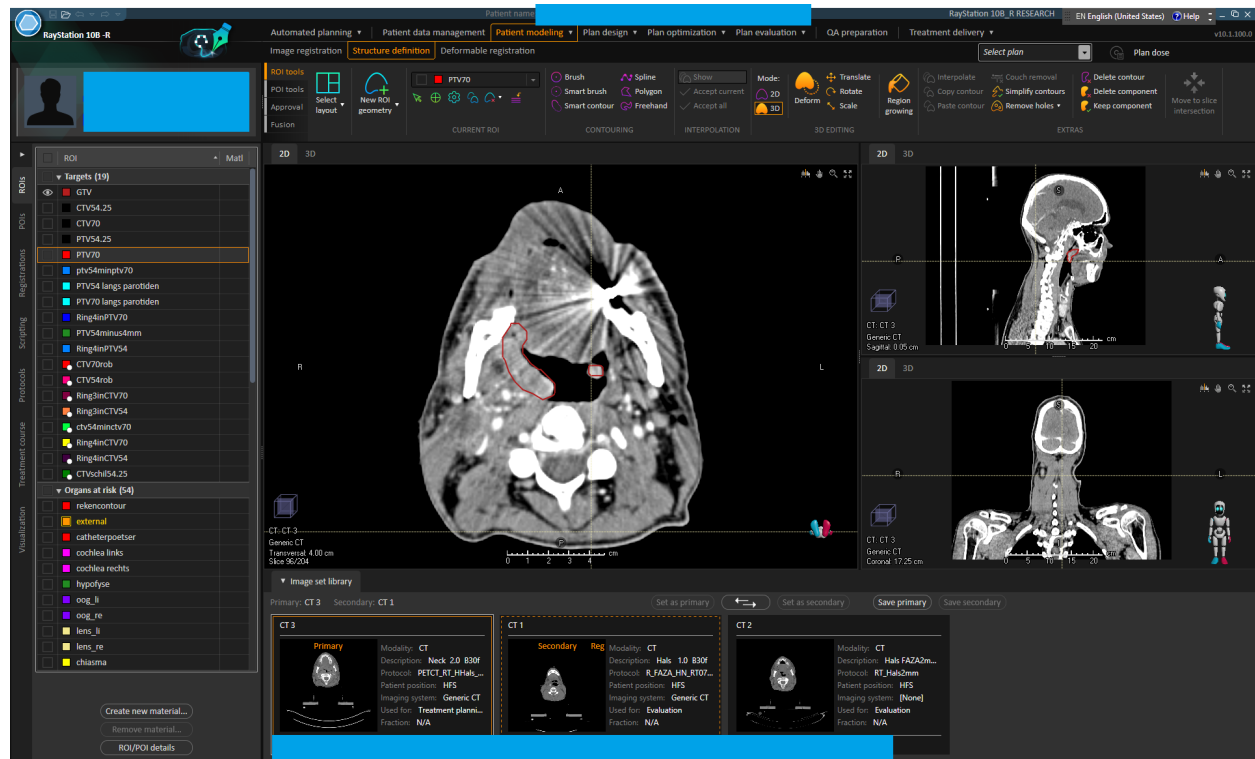 Patient name
RayStation 10B_R RESEARCH
EN English (United States)
Help
RayStation 10B -R
Automated planning
Patient data management
Patient modeling
Plan design
Plan optimization
Plan evaluation
QA preparation
Treatment delivery
v10.1.100.0
Image registration
Structure definition
Deformable registration
Select plan
Plan dose
ROI tools
POI tools
Approval
Fusion
Select layout
New ROI geometry
PTV70
CURRENT ROI
Brush
Smart brush
Smart contour
Spline
Polygon
Freehand
CONTOURING
Show
Accept current
Accept all
INTERPOLATION
Mode:
2D
3D
Deform
Translate
Rotate
Scale
3D EDITING
Region growing
Interpolate
Copy contour
Paste contour
Couch removal
Simplify contours
Remove holes
Delete contour
Delete component
Keep component
EXTRAS
Move to slice intersection
ROIs
POIs
Registrations
Scripting
Protocols
Treatment course
Visualization
ROI
Matl
Targets (19)
GTV
CTV54.25
CTV70
PTV54.25
PTV70
ptv54minptv70
PTV54 langs parotiden
PTV70 langs parotiden
Ring4inPTV70
PTV54minus4mm
Ring4inPTV54
CTV70rob
CTV54rob
Ring3inCTV70
Ring3inCTV54
ctv54minctv70
Ring4inCTV70
Ring4inCTV54
CTVschil54.25
Organs at risk (54)
rekencontour
external
catheterpoetser
cochlea links
cochlea rechts
hypofyse
oog_li
oog_re
lens_li
lens_re
chiasma
Create new material...
Remove material...
ROI/POI details
2D 3D
A
R
L
P
CT: CT 3
Generic CT
Transversal: 4.00 cm
Slice 96/204
0 1 2 3 4 cm
2D 3D
S
P
A
I
CT: CT 3
Generic CT
Sagittal: 0.05 cm
0 5 10 15 20 cm
2D 3D
S
R
L
I
CT: CT 3
Generic CT
Coronal: 17.25 cm
0 5 10 15 20 cm
Image set library
Primary: CT 3 Secondary: CT 1
Set as primary
Set as secondary
Save primary
Save secondary
CT 3
Primary
Modality: CT
Description: Neck 2.0 B30f
Protocol: PETCT_RT_HHals_...
Patient position: HFS
Imaging system: Generic CT
Used for: Treatment planni...
Fraction: N/A
CT 1
Secondary Reg
Modality: CT
Description: Hals 1.0 B30f
Protocol: R_FAZA_HN_RT07...
Patient position: HFS
Imaging system: Generic CT
Used for: Evaluation
Fraction: N/A
CT 2
Modality: CT
Description: Hals FAZA2m...
Protocol: RT_Hals2mm
Patient position: HFS
Imaging system: [None]
Used for: Evaluation
Fraction: N/A